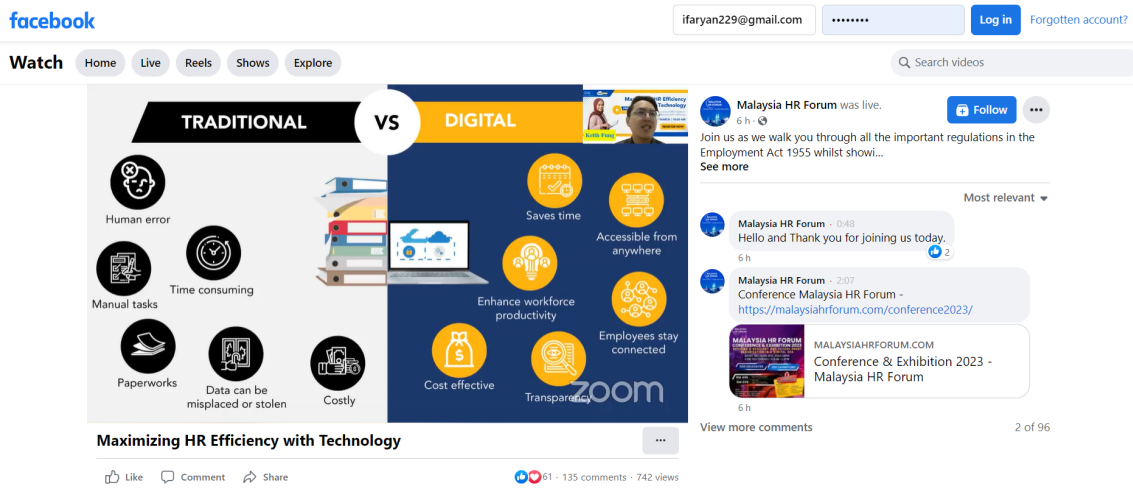 facebook
ifaryan229@gmail.com
••••••••
Log in
Forgotten account?
Watch
Home
Live
Reels
Shows
Explore
Search videos
TRADITIONAL
VS
DIGITAL
Human error
Manual tasks
Time consuming
Paperworks
Data can be
misplaced or stolen
Costly
Saves time
Accessible from
anywhere
Enhance workforce
productivity
Employees stay
connected
Cost effective
Transparency
zoom
Maximizing HR Efficiency with Technology
Like
Comment
Share
61 · 135 comments · 742 views
Malaysia HR Forum was live.
6 h ·
Follow
Join us as we walk you through all the important regulations in the
Employment Act 1955 whilst showi...
See more
Most relevant
Malaysia HR Forum · 0:48
Hello and Thank you for joining us today.
2
6 h
Malaysia HR Forum · 2:07
Conference Malaysia HR Forum -
https://malaysiahrforum.com/conference2023/
MALAYSIA HR FORUM
CONFERENCE & EXHIBITION 2023
MALAYSIAHRFORUM.COM
Conference & Exhibition 2023 -
Malaysia HR Forum
6 h
View more comments
2 of 96